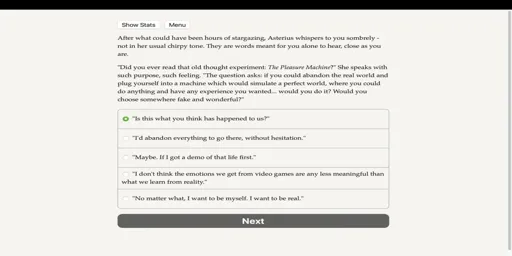 Show Stats Menu
After what could have been hours of stargazing, Asterius whispers to you sombrely -
not in her usual chirpy tone. They are words meant for you alone to hear, close as you
are.
"Did you ever read that old thought experiment: The Pleasure Machine?" She speaks with
such purpose, such feeling. "The question asks: if you could abandon the real world and
plug yourself into a machine which would simulate a perfect world, where you could
do anything and have any experience you wanted... would you do it? Would you
choose somewhere fake and wonderful?"
"Is this what you think has happened to us?"
"I'd abandon everything to go there, without hesitation."
"Maybe. If I got a demo of that life first."
"I don't think the emotions we get from video games are any less meaningful than
what we learn from reality."
"No matter what, I want to be myself. I want to be real."
Next